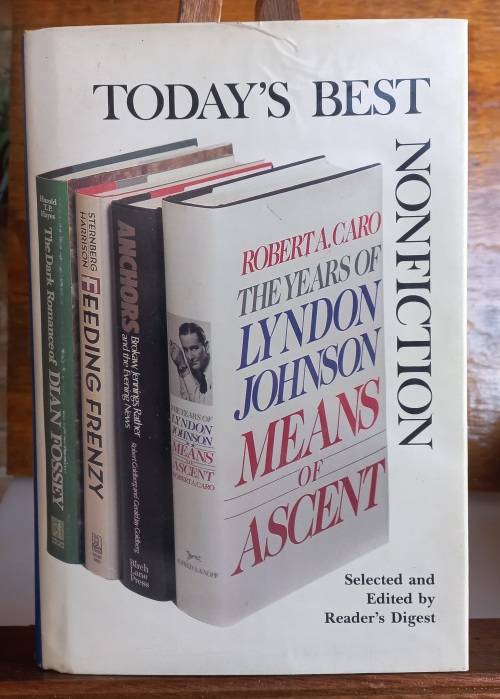 TODAY'S BEST
NONFICTION
Harold
T.P.
Hayes
The Dark Romance of
DIAN FOSSEY
STERNBERG
HARRISON
FEEDING FRENZY
ANCHORS
Brokaw, Jennings, Rather
and the Evening News
Robert Goldberg and Gerald Jay Goldberg
Birch
Lane
Press
THE YEARS OF
LYNDON
JOHNSON
MEANS
OF
ASCENT
ROBERT A. CARO
ALFRED A. KNOPF
ROBERT A. CARO
THE YEARS OF
LYNDON
JOHNSON
MEANS
OF
ASCENT
Selected and
Edited by
Reader's Digest